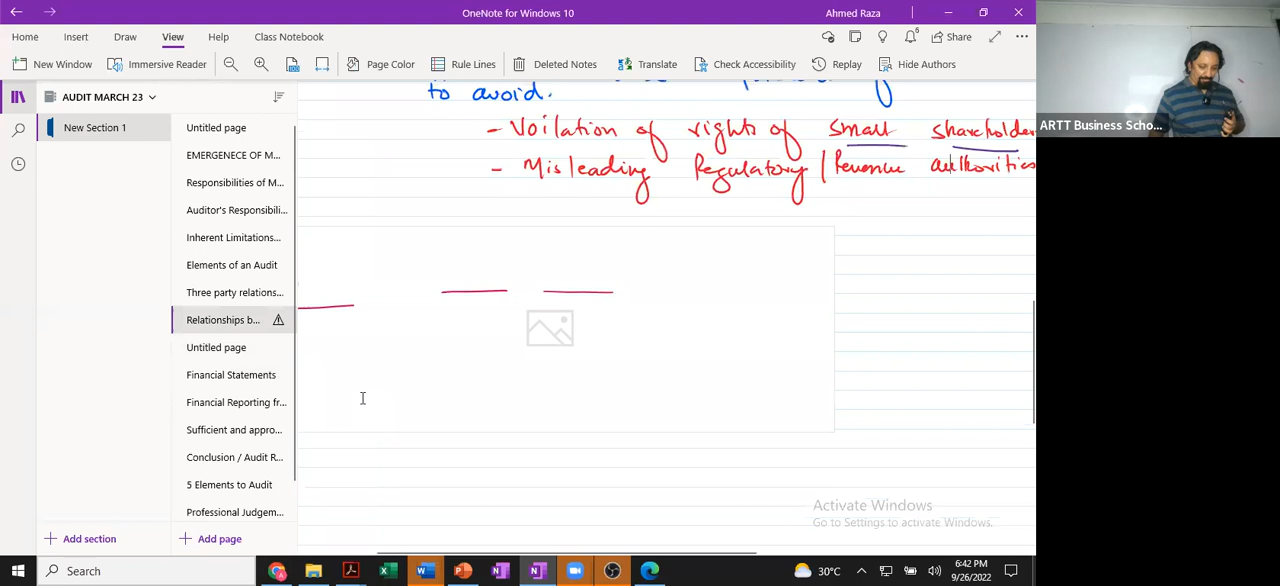 OneNote for Windows 10
Ahmed Raza
Home Insert Draw View Help Class Notebook
6
Share
New Window Immersive Reader Page Color Rule Lines Deleted Notes Translate Check Accessibility Replay Hide Authors
AUDIT MARCH 23
New Section 1
Untitled page
EMERGENECE OF M...
Responsibilities of M...
Auditor's Responsibili...
Inherent Limitations...
Elements of an Audit
Three party relations...
Relationships b...
Untitled page
Financial Statements
Financial Reporting fr...
Sufficient and appro...
Conclusion / Audit R...
5 Elements to Audit
Professional Judgem...
Add section
Add page
to avoid.
- Voilation of rights of small shareholder
- Misleading Regulatory / Revenue authorities
Activate Windows
Go to Settings to activate Windows.
ARTT Business Scho...
Search
30°C
6:42 PM
9/26/2022